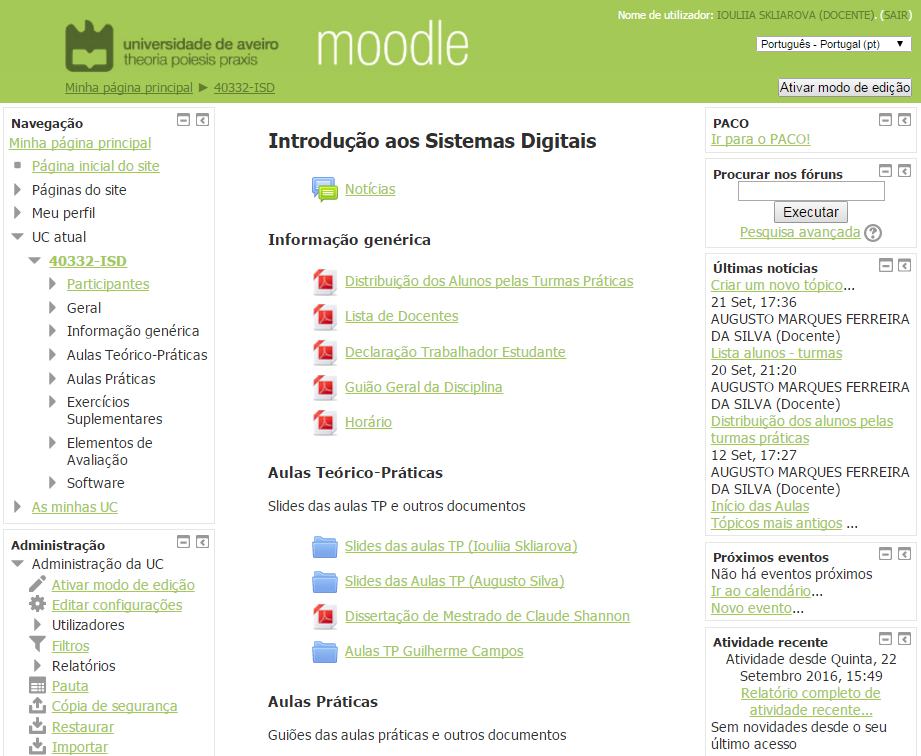 Nome de utilizador: IOULIIA SKLIAROVA (DOCENTE). (SAIR)
universidade de aveiro
theoria poiesis praxis
moodle
Português - Portugal (pt)
Minha página principal ► 40332-ISD
Ativar modo de edição
Navegação
Minha página principal
Página inicial do site
Páginas do site
Meu perfil
UC atual
40332-ISD
Participantes
Geral
Informação genérica
Aulas Teórico-Práticas
Aulas Práticas
Exercícios
Suplementares
Elementos de
Avaliação
Software
As minhas UC
Administração
Administração da UC
Ativar modo de edição
Editar configurações
Utilizadores
Filtros
Relatórios
Pauta
Cópia de segurança
Restaurar
Importar
Introdução aos Sistemas Digitais
Notícias
Informação genérica
Distribuição dos Alunos pelas Turmas Práticas
Lista de Docentes
Declaração Trabalhador Estudante
Guião Geral da Disciplina
Horário
Aulas Teórico-Práticas
Slides das aulas TP e outros documentos
Slides das aulas TP (Iouliia Skliarova)
Slides das Aulas TP (Augusto Silva)
Dissertação de Mestrado de Claude Shannon
Aulas TP Guilherme Campos
Aulas Práticas
Guiões das aulas práticas e outros documentos
PACO
Ir para o PACO!
Procurar nos fóruns
Executar
Pesquisa avançada ?
Últimas notícias
Criar um novo tópico...
21 Set, 17:36
AUGUSTO MARQUES FERREIRA
DA SILVA (Docente)
Lista alunos - turmas
20 Set, 21:20
AUGUSTO MARQUES FERREIRA
DA SILVA (Docente)
Distribuição dos alunos pelas
turmas práticas
12 Set, 17:27
AUGUSTO MARQUES FERREIRA
DA SILVA (Docente)
Início das Aulas
Tópicos mais antigos ...
Próximos eventos
Não há eventos próximos
Ir ao calendário...
Novo evento...
Atividade recente
Atividade desde Quinta, 22
Setembro 2016, 15:49
Relatório completo de
atividade recente...
Sem novidades desde o seu
último acesso